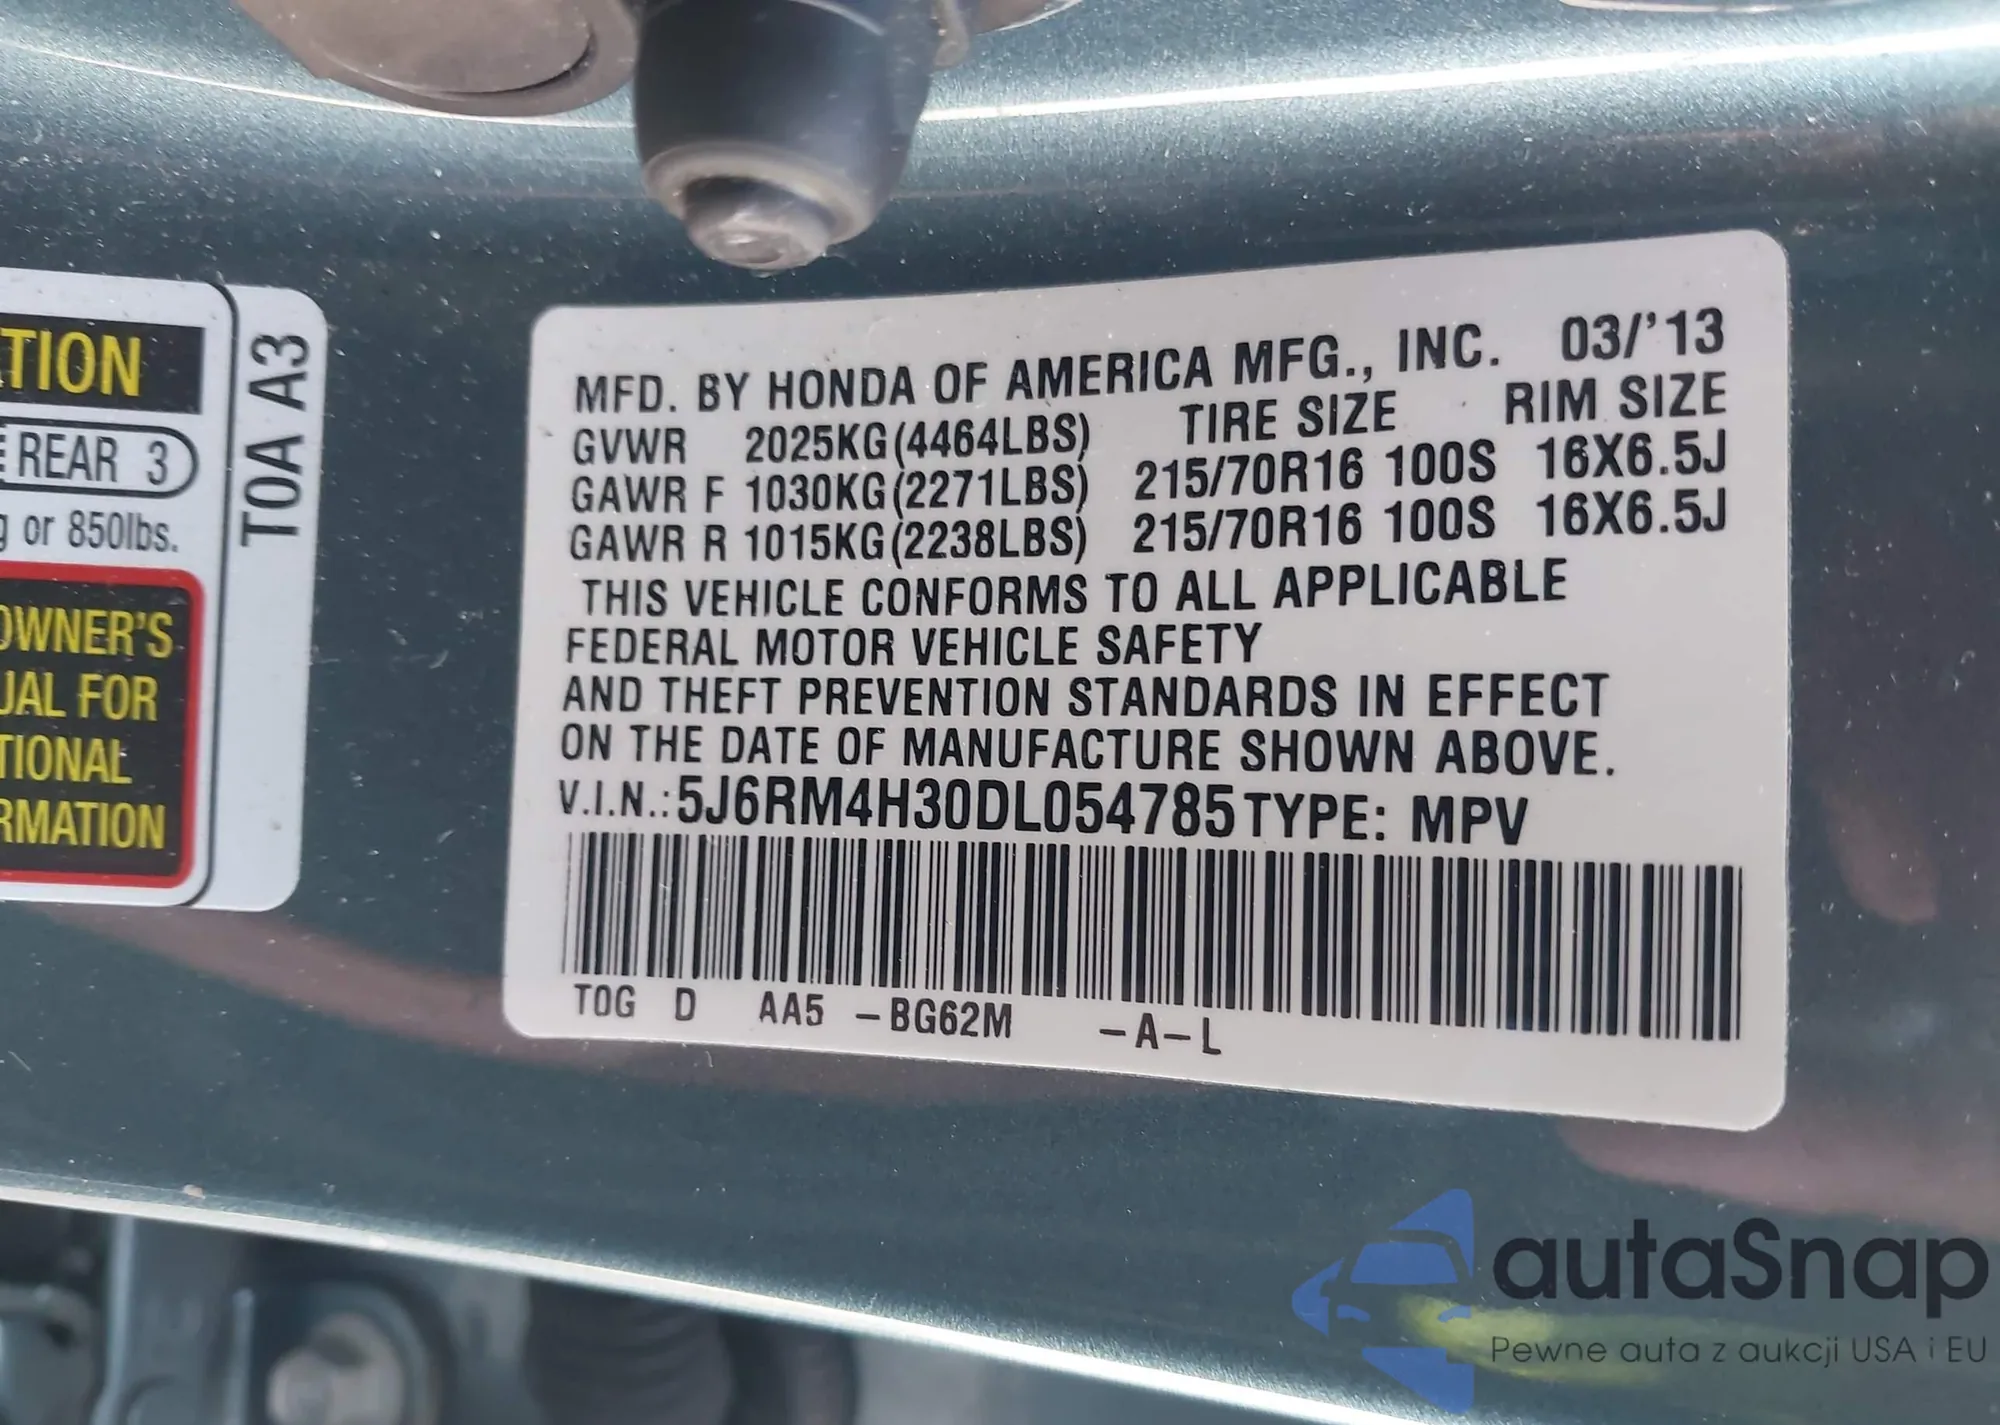 TION
REAR 3
or 850lbs.
OWNER'S
UAL FOR
TIONAL
RMATION
T0A A3
MFD. BY HONDA OF AMERICA MFG., INC. 03/'13
GVWR 2025KG(4464LBS) TIRE SIZE RIM SIZE
GAWR F 1030KG(2271LBS) 215/70R16 100S 16X6.5J
GAWR R 1015KG(2238LBS) 215/70R16 100S 16X6.5J
THIS VEHICLE CONFORMS TO ALL APPLICABLE
FEDERAL MOTOR VEHICLE SAFETY
AND THEFT PREVENTION STANDARDS IN EFFECT
ON THE DATE OF MANUFACTURE SHOWN ABOVE.
V.I.N.:5J6RM4H30DL054785 TYPE: MPV
T0G D AA5 -BG62M -A-L
autaSnap
Pewne auta z aukcji USA i EU